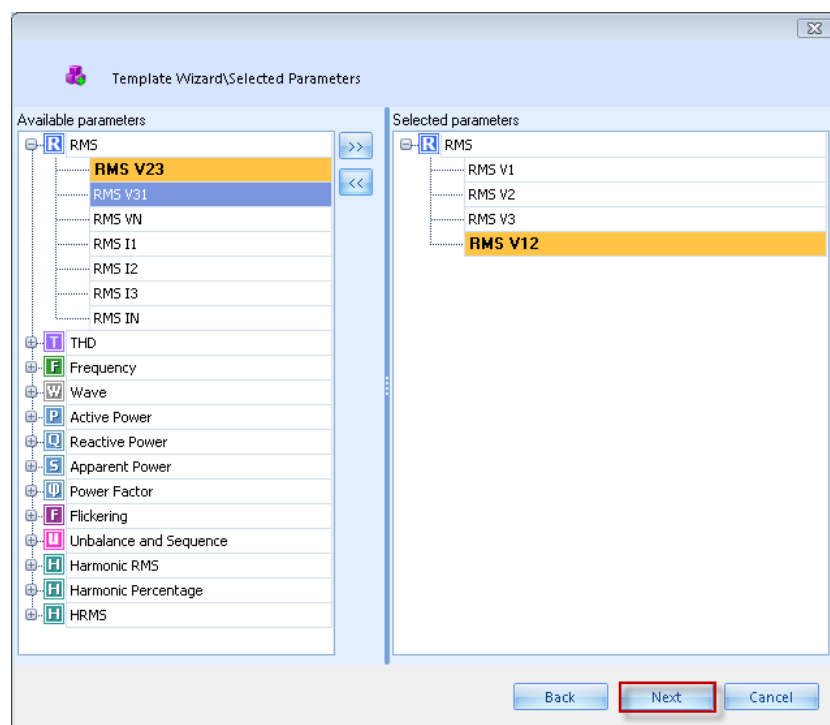 Template Wizard\Selected Parameters
Available parameters
R RMS
RMS V23
RMS V31
RMS VN
RMS I1
RMS I2
RMS I3
RMS IN
T THD
F Frequency
W Wave
P Active Power
Q Reactive Power
S Apparent Power
Ψ Power Factor
F Flickering
U Unbalance and Sequence
H Harmonic RMS
H Harmonic Percentage
H HRMS
>>
<<
Selected parameters
R RMS
RMS V1
RMS V2
RMS V3
RMS V12
Back Next Cancel